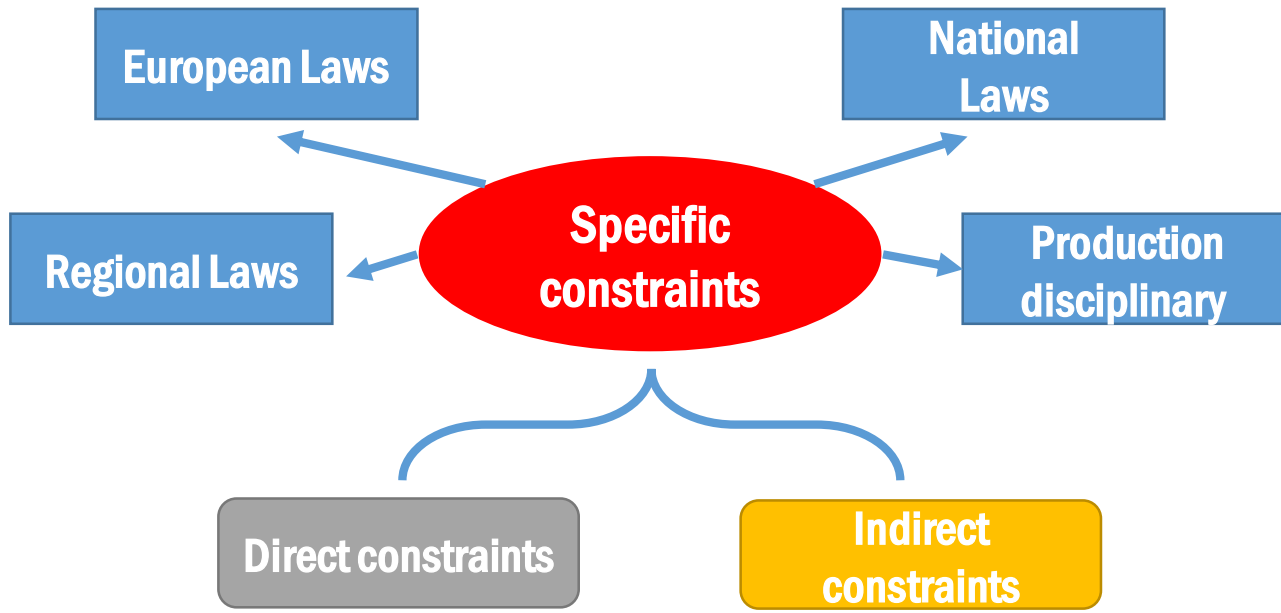 European Laws
National
Laws
Regional Laws
Specific
constraints
Production
disciplinary
Direct constraints
Indirect
constraints